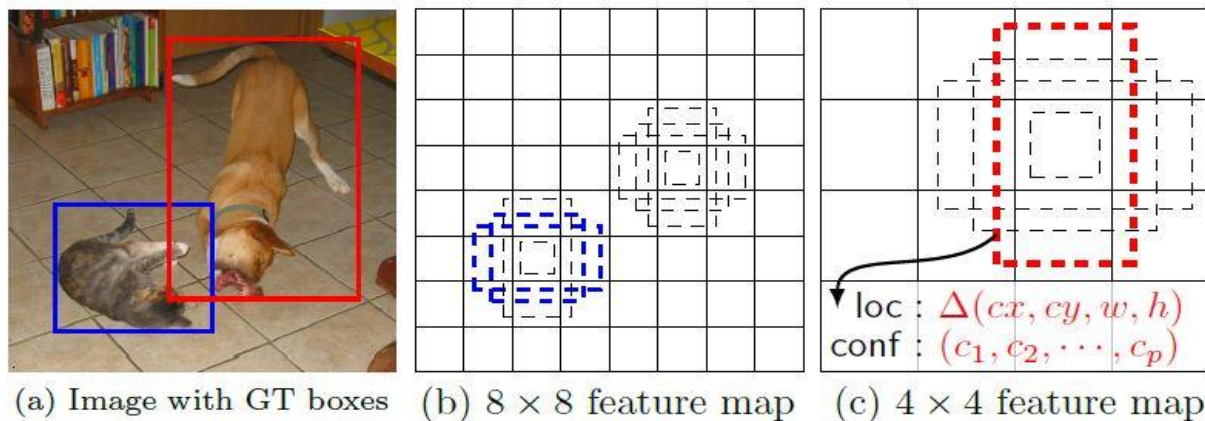 loc : Δ(cx, cy, w, h)
conf : (c₁, c₂, ⋯, cₚ)
(a) Image with GT boxes
(b) 8 × 8 feature map
(c) 4 × 4 feature map